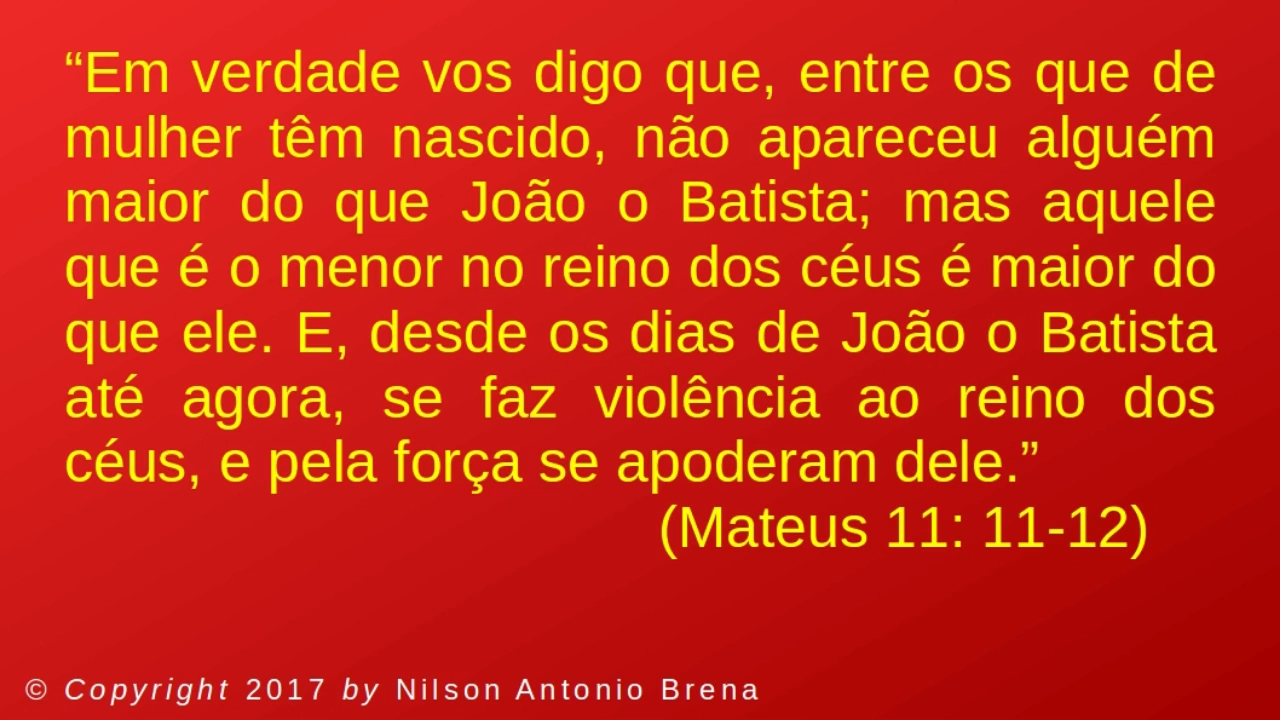 “Em verdade vos digo que, entre os que de
mulher têm nascido, não apareceu alguém
maior do que João o Batista; mas aquele
que é o menor no reino dos céus é maior do
que ele. E, desde os dias de João o Batista
até agora, se faz violência ao reino dos
céus, e pela força se apoderam dele.”
(Mateus 11: 11-12)
© Copyright 2017 by Nilson Antonio Brena